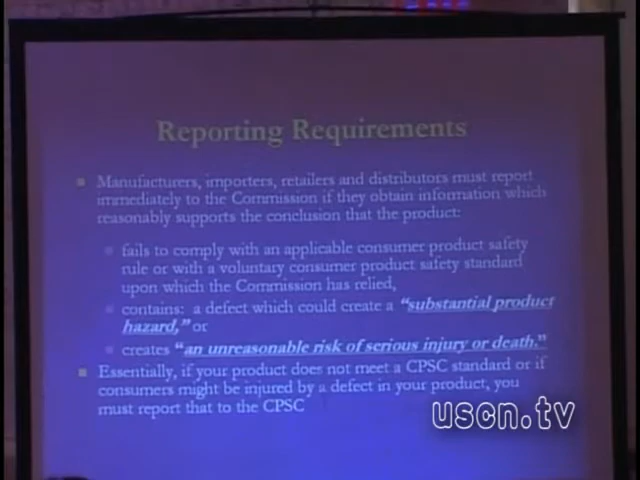 Reporting Requirements
Manufacturers, importers, retailers and distributors must report
immediately to the Commission if they obtain information which
reasonably supports the conclusion that the product:
fails to comply with an applicable consumer product safety
rule or with a voluntary consumer product safety standard
upon which the Commission has relied,
contains: a defect which could create a "substantial product
hazard," or
creates "an unreasonable risk of serious injury or death."
Essentially, if your product does not meet a CPSC standard or if
consumers might be injured by a defect in your product, you
must report that to the CPSC
uscn.tv